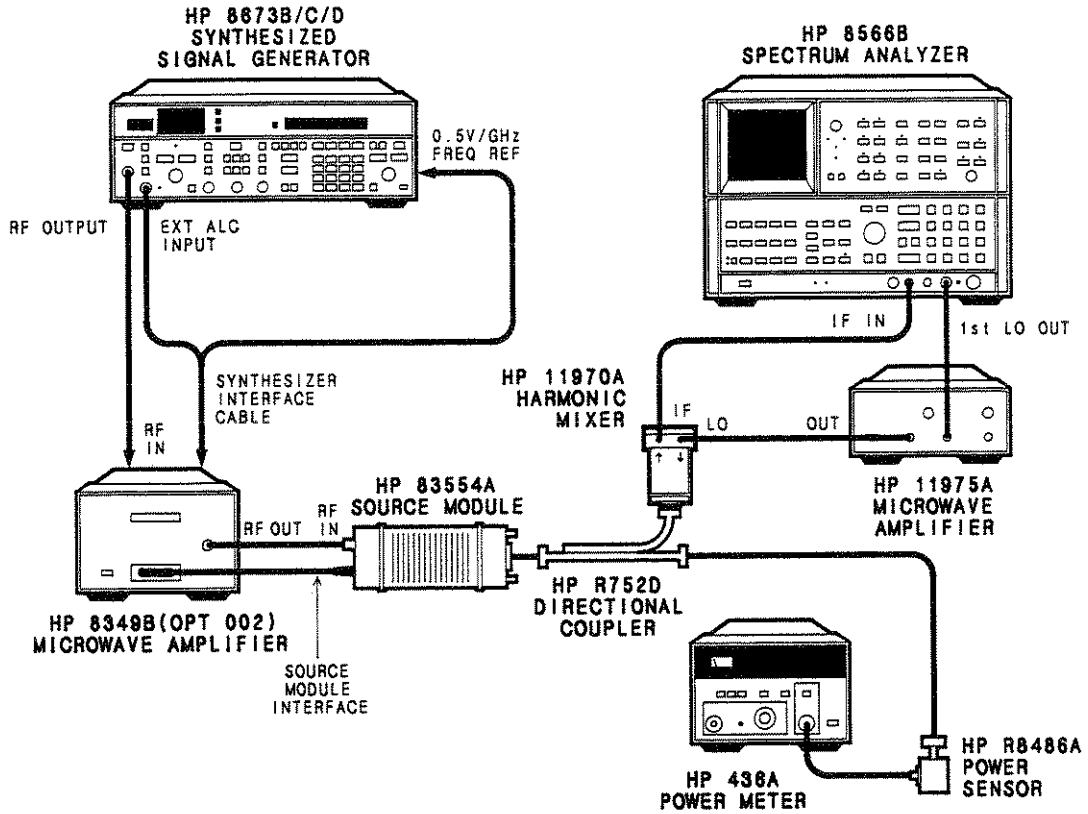 HP 8673B/C/D
SYNTHESIZED
SIGNAL GENERATOR
HP 8566B
SPECTRUM ANALYZER
0.5V/GHz
FREQ REF
RF OUTPUT
EXT ALC
INPUT
IF IN
1st LO OUT
SYNTHESIZER
INTERFACE
CABLE
HP 11970A
HARMONIC
MIXER
IF
LO
OUT
RF
IN
HP 11975A
MICROWAVE
AMPLIFIER
HP 83554A
SOURCE MODULE
RF OUT
RF
IN
HP R752D
DIRECTIONAL
COUPLER
HP 8349B(OPT 002)
MICROWAVE AMPLIFIER
SOURCE
MODULE
INTERFACE
HP R8486A
POWER
SENSOR
HP 436A
POWER METER